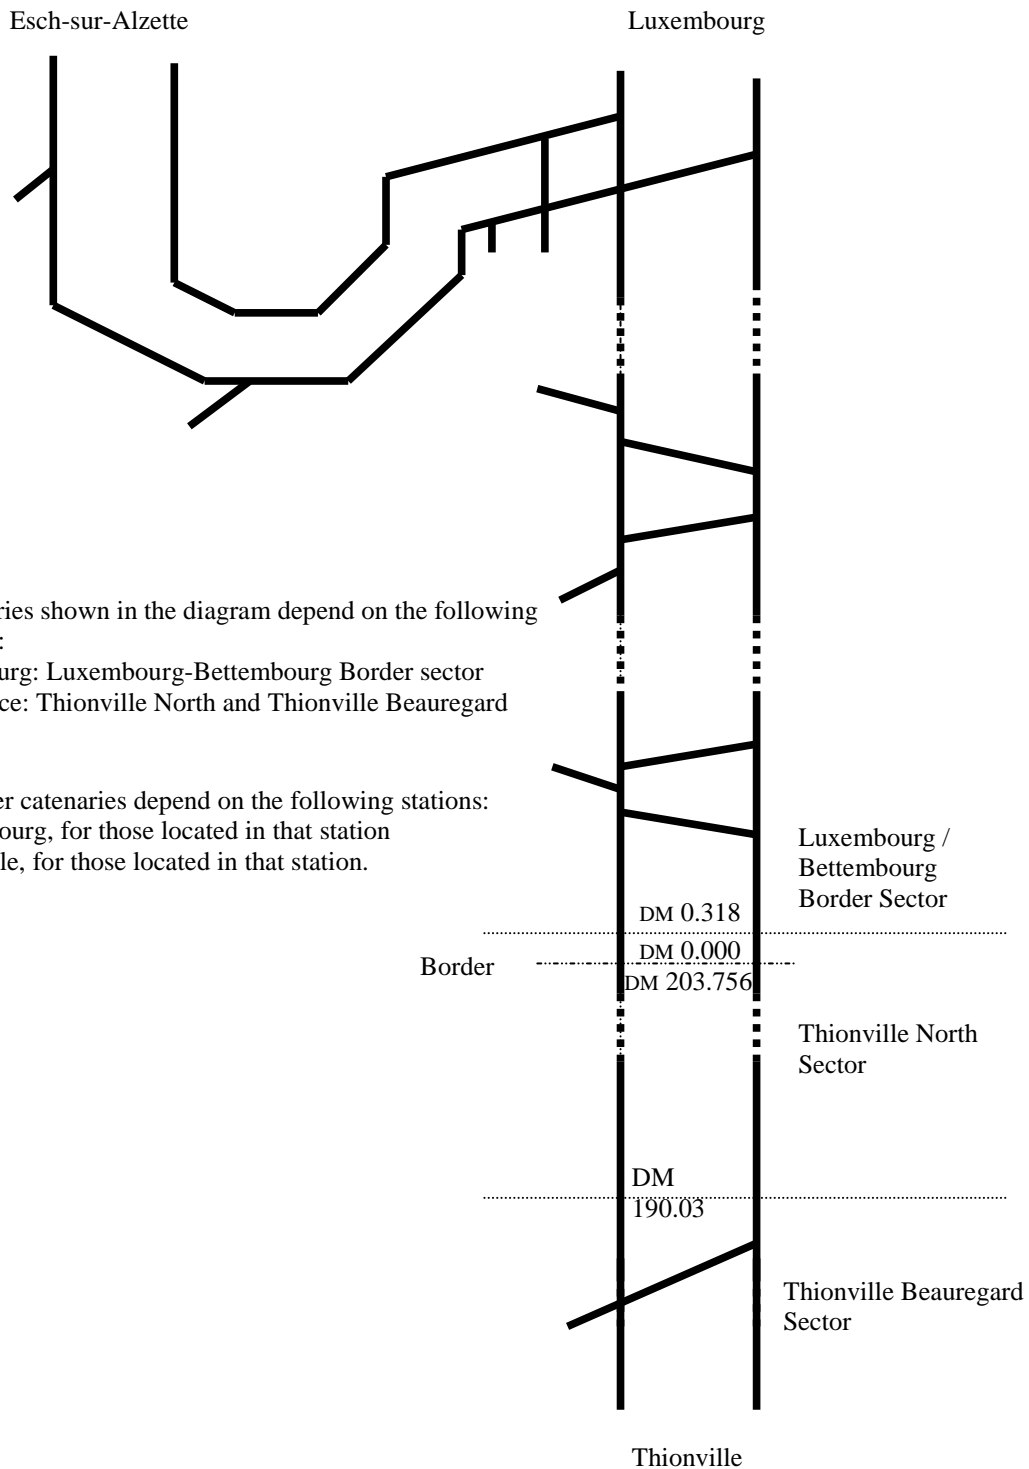 Esch-sur-Alzette
Luxembourg
ries shown in the diagram depend on the following
:
urg: Luxembourg-Bettembourg Border sector
ce: Thionville North and Thionville Beauregard
er catenaries depend on the following stations:
ourg, for those located in that station
le, for those located in that station.
Luxembourg /
Bettembourg
Border Sector
DM 0.318
DM 0.000
Border
DM 203.756
Thionville North
Sector
DM
190.03
Thionville Beauregard
Sector
Thionville